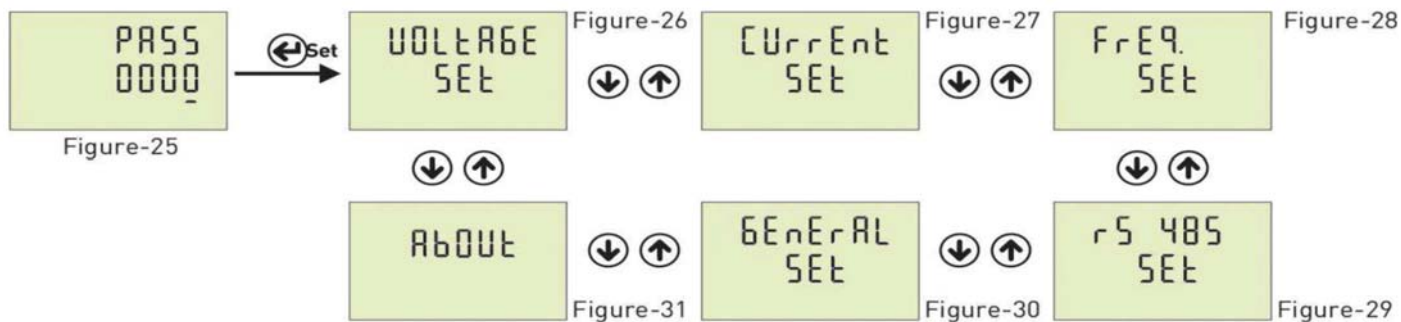 PASS
0000
Figure-25
Set
VOLtAGE
SEt
Figure-26
CUrrEnt
SEt
Figure-27
FrEq.
SEt
Figure-28
AbOUt
Figure-31
GEnErAL
SEt
Figure-30
rS 485
SEt
Figure-29